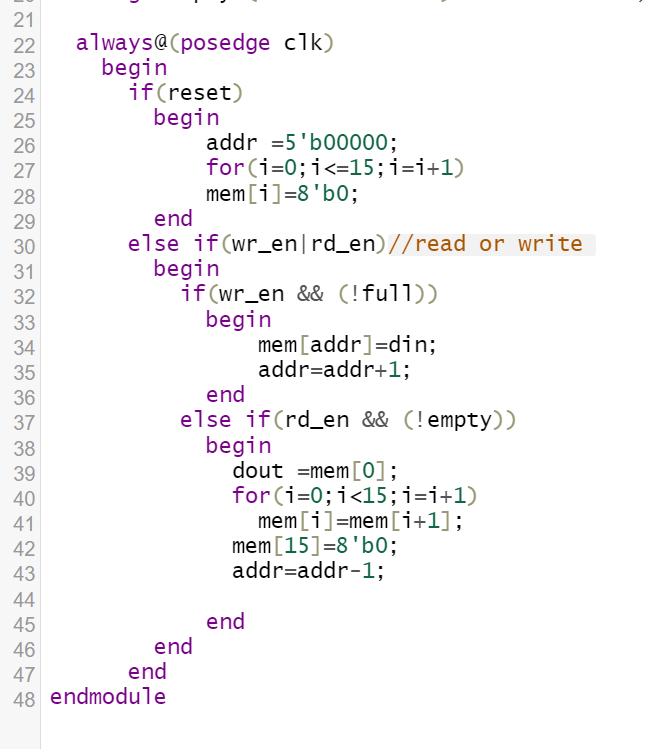 21
22 always@(posedge clk)
23 begin
24 if(reset)
25 begin
26 addr =5'b00000;
27 for(i=0;i<=15;i=i+1)
28 mem[i]=8'b0;
29 end
30 else if(wr_en|rd_en)//read or write
31 begin
32 if(wr_en && (!full))
33 begin
34 mem[addr]=din;
35 addr=addr+1;
36 end
37 else if(rd_en && (!empty))
38 begin
39 dout =mem[0];
40 for(i=0;i<15;i=i+1)
41 mem[i]=mem[i+1];
42 mem[15]=8'b0;
43 addr=addr-1;
44
45 end
46 end
47 end
48 endmodule